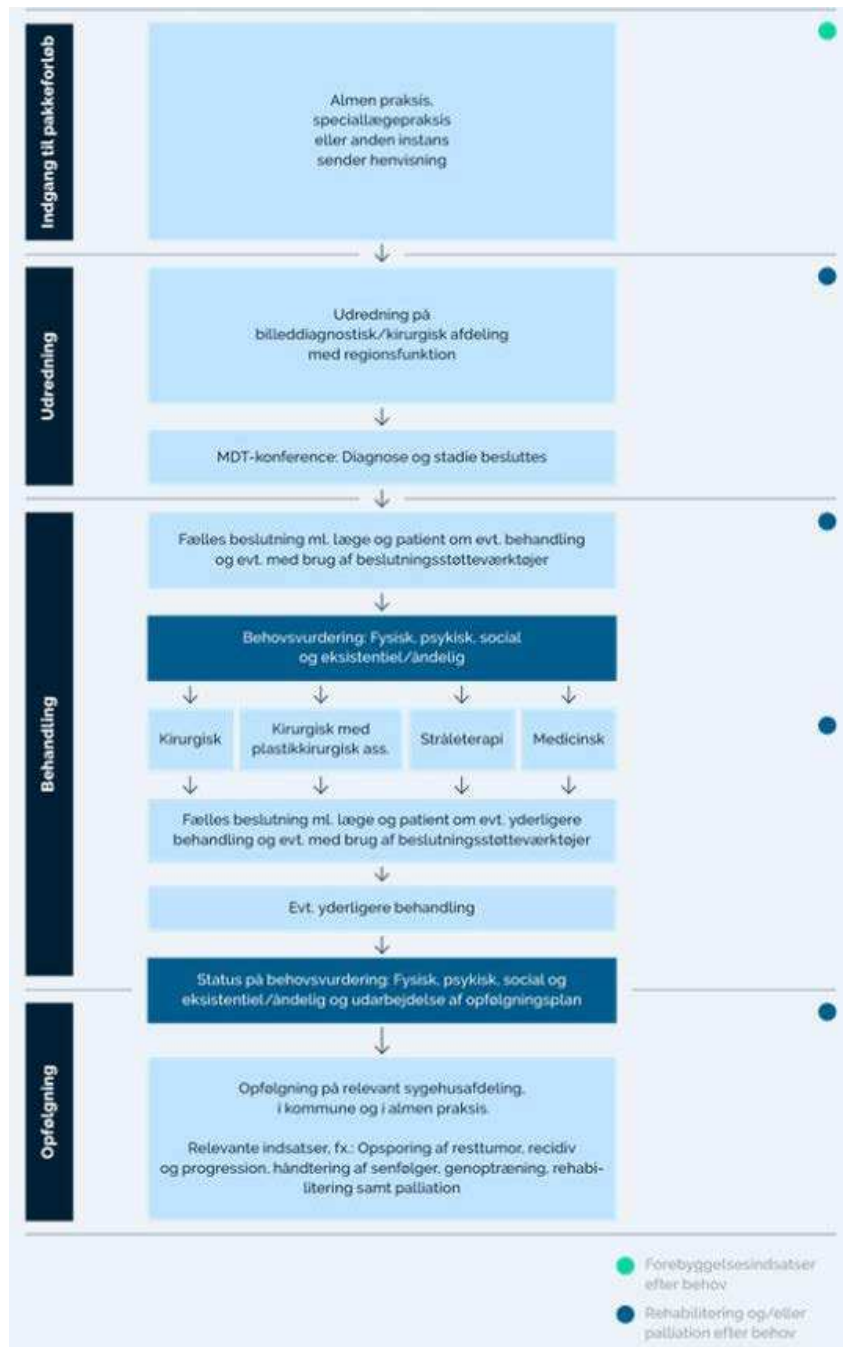 Indgang til pakkeforløb
Almen praksis,
speciallægepraksis
eller anden instans
sender henvisning
Udredning
Udredning på
billeddiagnostisk/kirurgisk afdeling
med regionsfunktion
MDT-konference: Diagnose og stadie besluttes
Behandling
Fælles beslutning ml. læge og patient om evt. behandling
og evt. med brug af beslutningsstøtteværktøjer
Behovsvurdering: Fysisk, psykisk, social
og eksistentiel/åndelig
Kirurgisk
Kirurgisk med
plastikkirurgisk ass.
Stråleterapi
Medicinsk
Fælles beslutning ml. læge og patient om evt. yderligere
behandling og evt. med brug af beslutningsstøtteværktøjer
Evt. yderligere behandling
Status på behovsvurdering: Fysisk, psykisk, social og
eksistentiel/åndelig og udarbejdelse af opfølgningsplan
Opfølgning
Opfølgning på relevant sygehusafdeling,
i kommune og i almen praksis.
Relevante indsatser, fx.: Opsporing af resttumor, recidiv
og progression, håndtering af senfølger, genoptræning, rehabi-
litering samt palliation
Forebyggelsesindsatser
efter behov
Rehabilitering og/eller
palliation efter behov